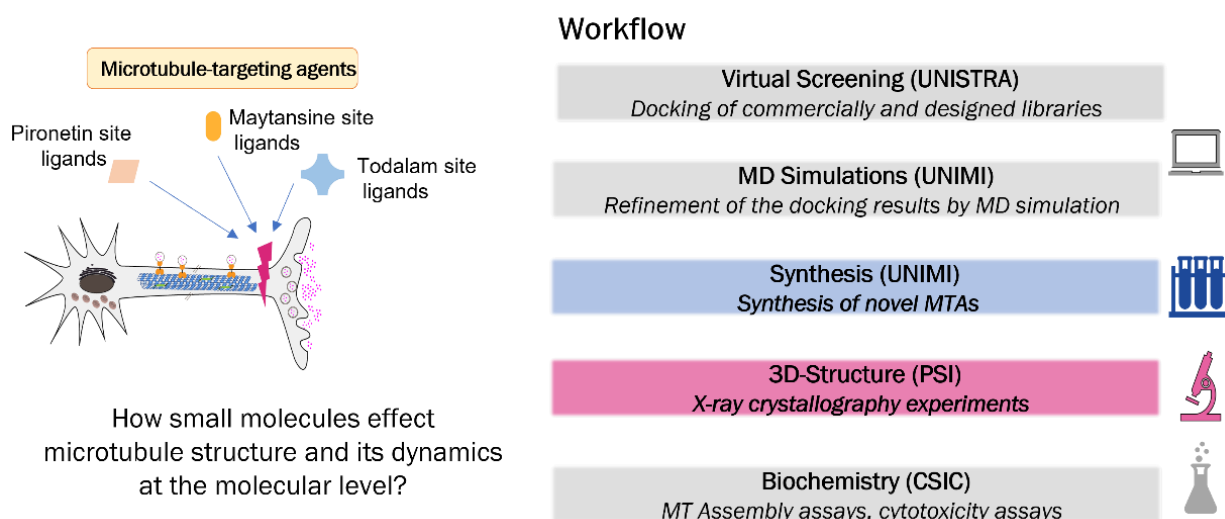 Microtubule-targeting agents
Pironetin site
ligands
Maytansine site
ligands
Todalam site
ligands
How small molecules effect
microtubule structure and its dynamics
at the molecular level?
Workflow
Virtual Screening (UNISTRA)
Docking of commercially and designed libraries
MD Simulations (UNIMI)
Refinement of the docking results by MD simulation
Synthesis (UNIMI)
Synthesis of novel MTAs
3D-Structure (PSI)
X-ray crystallography experiments
Biochemistry (CSIC)
MT Assembly assays, cytotoxicity assays